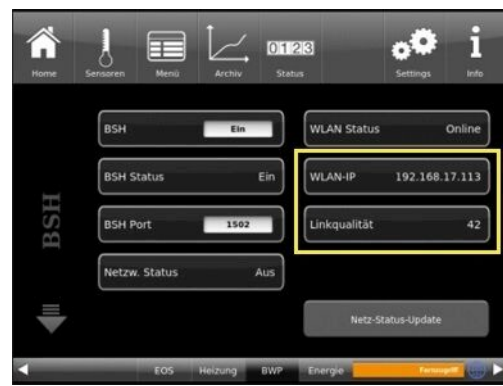 Home Sensoren Menü Archiv 0123 Status Settings i Info
BSH Ein
WLAN Status Online
BSH Status Ein
WLAN-IP 192.168.17.113
BSH Port 1502
Linkqualität 42
Netzw. Status Aus
Netz-Status-Update
BSH
EOS Heizung BWP Energie Fernzugriff